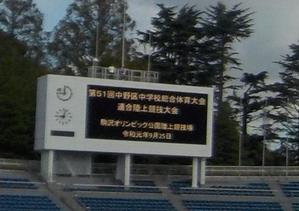 第51回中野区中学校総合体育大会
連合陸上競技大会
駒沢オリンピック公園陸上競技場
令和元年9月25日